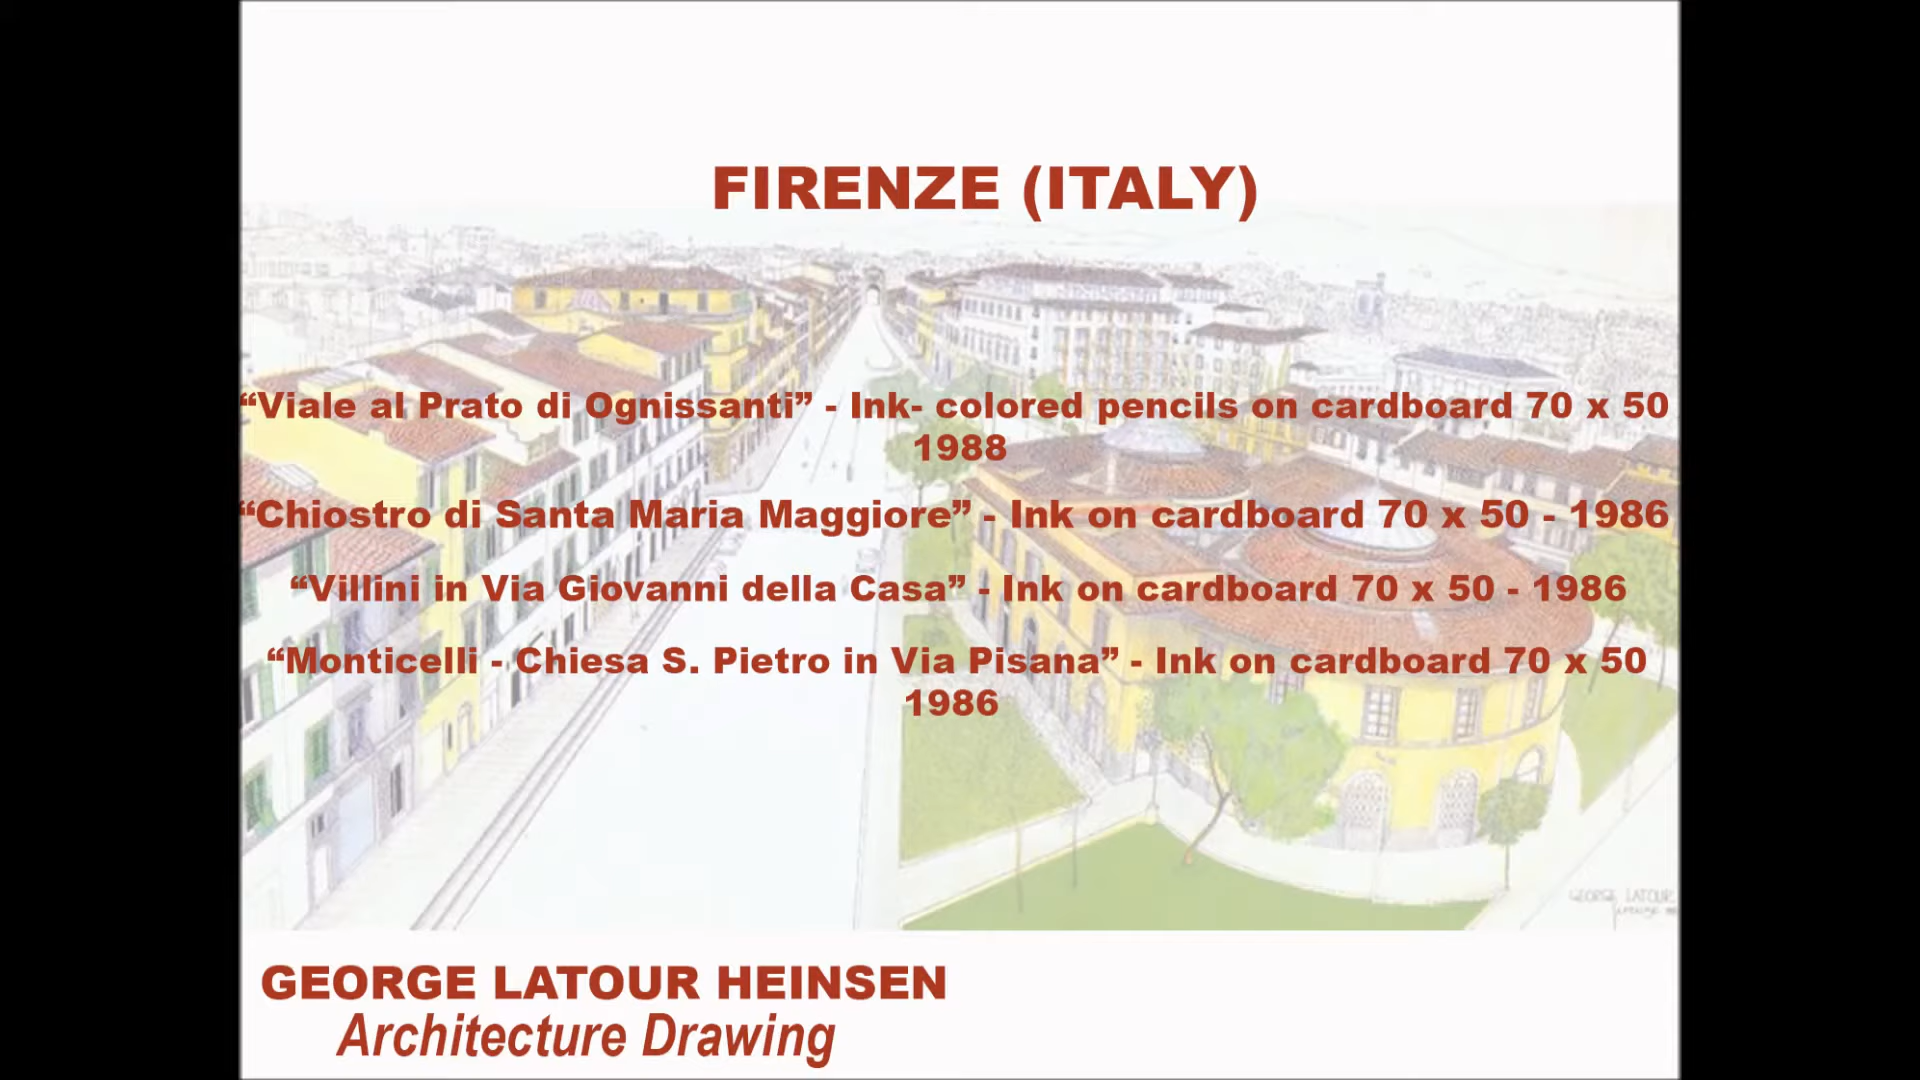 FIRENZE (ITALY)
“Viale al Prato di Ognissanti” - Ink- colored pencils on cardboard 70 x 50
1988
“Chiostro di Santa Maria Maggiore” - Ink on cardboard 70 x 50 - 1986
“Villini in Via Giovanni della Casa” - Ink on cardboard 70 x 50 - 1986
“Monticelli - Chiesa S. Pietro in Via Pisana” - Ink on cardboard 70 x 50
1986
GEORGE LATOUR
GEORGE LATOUR HEINSEN
Architecture Drawing